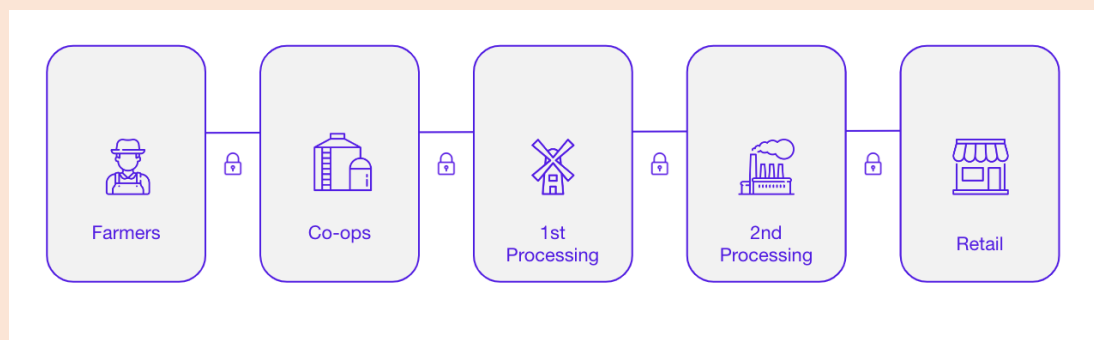 Farmers
Co-ops
1st
Processing
2nd
Processing
Retail